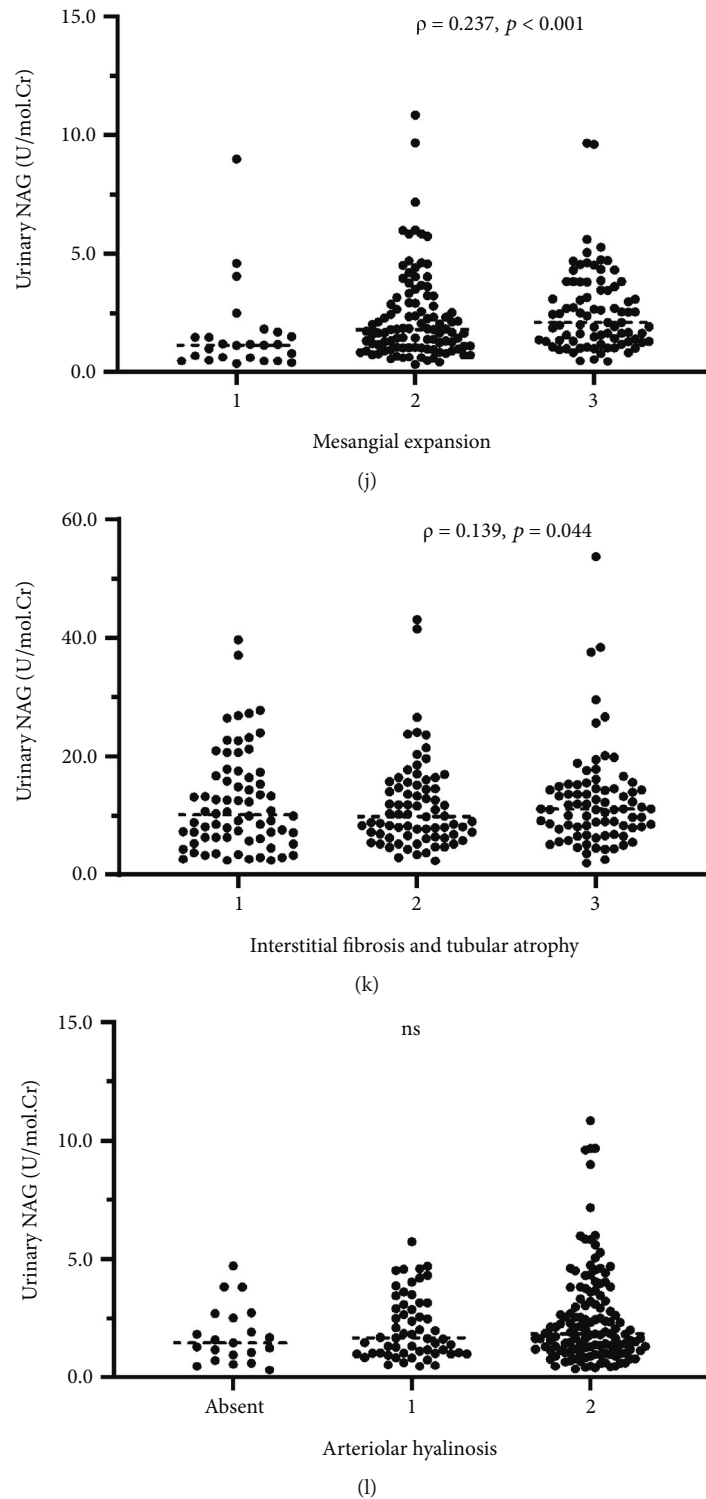 ρ = 0.237, p < 0.001
15.0
10.0
5.0
0.0
Urinary NAG (U/mol.Cr)
1 2 3
Mesangial expansion
(j)
ρ = 0.139, p = 0.044
60.0
40.0
20.0
0.0
Urinary NAG (U/mol.Cr)
1 2 3
Interstitial fibrosis and tubular atrophy
(k)
ns
15.0
10.0
5.0
0.0
Urinary NAG (U/mol.Cr)
Absent 1 2
Arteriolar hyalinosis
(l)